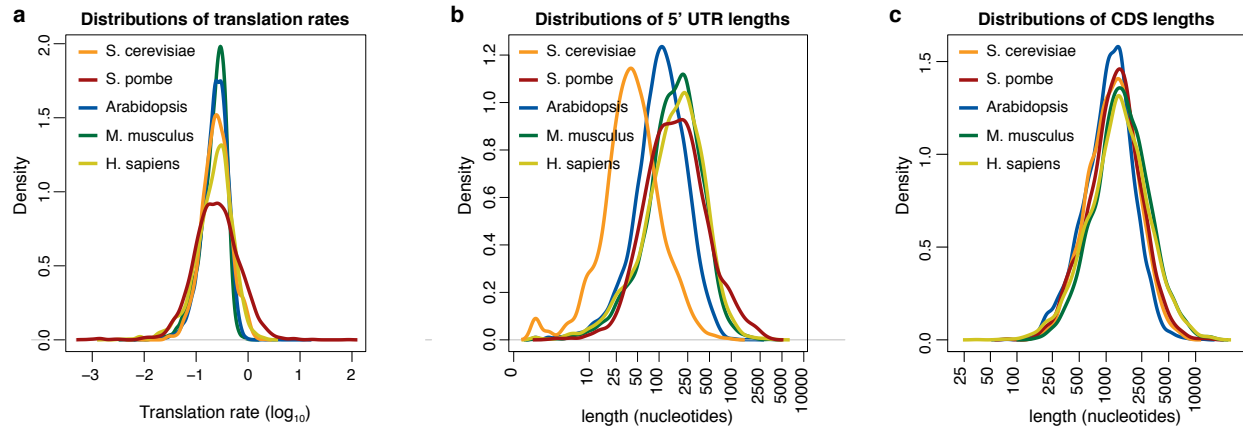 a
Distributions of translation rates
2.0
1.5
1.0
0.5
0.0
Density
S. cerevisiae
S. pombe
Arabidopsis
M. musculus
H. sapiens
−3 −2 −1 0 1 2
Translation rate (log10)
b
Distributions of 5’ UTR lengths
1.2
1.0
0.8
0.6
0.4
0.2
0.0
Density
S. cerevisiae
S. pombe
Arabidopsis
M. musculus
H. sapiens
0 10 25 50 100 250 500 1000 2500 5000 10000
length (nucleotides)
c
Distributions of CDS lengths
1.5
1.0
0.5
0.0
Density
S. cerevisiae
S. pombe
Arabidopsis
M. musculus
H. sapiens
25 50 100 250 500 1000 2500 5000 10000
length (nucleotides)